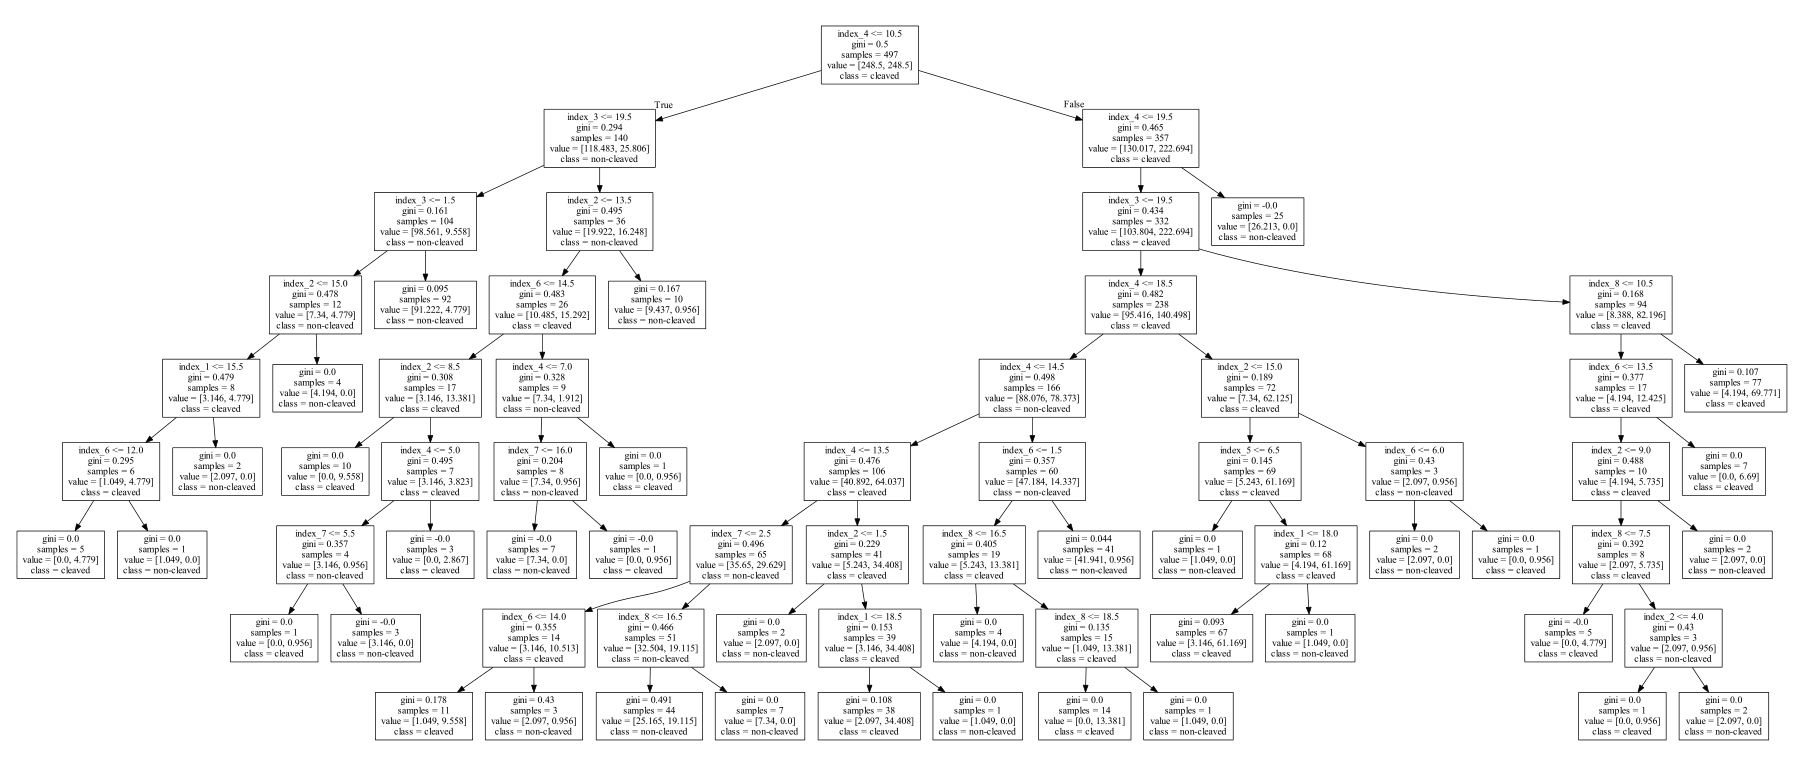 index_4 <= 10.5
gini = 0.5
samples = 497
value = [248.5, 248.5]
class = cleaved
True
False
index_3 <= 19.5
gini = 0.294
samples = 140
value = [118.483, 25.806]
class = non-cleaved
index_4 <= 19.5
gini = 0.465
samples = 357
value = [130.017, 222.694]
class = cleaved
index_3 <= 1.5
gini = 0.161
samples = 104
value = [98.561, 9.558]
class = non-cleaved
index_2 <= 13.5
gini = 0.495
samples = 36
value = [19.922, 16.248]
class = non-cleaved
index_3 <= 19.5
gini = 0.434
samples = 332
value = [103.804, 222.694]
class = cleaved
gini = -0.0
samples = 25
value = [26.213, 0.0]
class = non-cleaved
index_2 <= 15.0
gini = 0.478
samples = 12
value = [7.34, 4.779]
class = non-cleaved
gini = 0.095
samples = 92
value = [91.222, 4.779]
class = non-cleaved
index_6 <= 14.5
gini = 0.483
samples = 26
value = [10.485, 15.292]
class = cleaved
gini = 0.167
samples = 10
value = [9.437, 0.956]
class = non-cleaved
index_4 <= 18.5
gini = 0.482
samples = 238
value = [95.416, 140.498]
class = cleaved
index_8 <= 10.5
gini = 0.168
samples = 94
value = [8.388, 82.196]
class = cleaved
index_1 <= 15.5
gini = 0.479
samples = 8
value = [3.146, 4.779]
class = cleaved
gini = 0.0
samples = 4
value = [4.194, 0.0]
class = non-cleaved
index_2 <= 8.5
gini = 0.308
samples = 17
value = [3.146, 13.381]
class = cleaved
index_4 <= 7.0
gini = 0.328
samples = 9
value = [7.34, 1.912]
class = non-cleaved
index_4 <= 14.5
gini = 0.498
samples = 166
value = [88.076, 78.373]
class = non-cleaved
index_2 <= 15.0
gini = 0.189
samples = 72
value = [7.34, 62.125]
class = cleaved
index_6 <= 13.5
gini = 0.377
samples = 17
value = [4.194, 12.425]
class = cleaved
gini = 0.107
samples = 77
value = [4.194, 69.771]
class = cleaved
index_6 <= 12.0
gini = 0.295
samples = 6
value = [1.049, 4.779]
class = cleaved
gini = 0.0
samples = 2
value = [2.097, 0.0]
class = non-cleaved
gini = 0.0
samples = 10
value = [0.0, 9.558]
class = cleaved
index_4 <= 5.0
gini = 0.495
samples = 7
value = [3.146, 3.823]
class = cleaved
index_7 <= 16.0
gini = 0.204
samples = 8
value = [7.34, 0.956]
class = non-cleaved
gini = 0.0
samples = 1
value = [0.0, 0.956]
class = cleaved
index_4 <= 13.5
gini = 0.476
samples = 106
value = [40.892, 64.037]
class = cleaved
index_6 <= 1.5
gini = 0.357
samples = 60
value = [47.184, 14.337]
class = non-cleaved
index_5 <= 6.5
gini = 0.145
samples = 69
value = [5.243, 61.169]
class = cleaved
index_6 <= 6.0
gini = 0.43
samples = 3
value = [2.097, 0.956]
class = non-cleaved
index_2 <= 9.0
gini = 0.488
samples = 10
value = [4.194, 5.735]
class = cleaved
gini = 0.0
samples = 7
value = [0.0, 6.69]
class = cleaved
gini = 0.0
samples = 5
value = [0.0, 4.779]
class = cleaved
gini = 0.0
samples = 1
value = [1.049, 0.0]
class = non-cleaved
index_7 <= 5.5
gini = 0.357
samples = 4
value = [3.146, 0.956]
class = non-cleaved
gini = -0.0
samples = 3
value = [0.0, 2.867]
class = cleaved
gini = -0.0
samples = 7
value = [7.34, 0.0]
class = non-cleaved
gini = -0.0
samples = 1
value = [0.0, 0.956]
class = cleaved
index_7 <= 2.5
gini = 0.496
samples = 65
value = [35.65, 29.629]
class = non-cleaved
index_2 <= 1.5
gini = 0.229
samples = 41
value = [5.243, 34.408]
class = cleaved
index_8 <= 16.5
gini = 0.405
samples = 19
value = [5.243, 13.381]
class = cleaved
gini = 0.044
samples = 41
value = [41.941, 0.956]
class = non-cleaved
gini = 0.0
samples = 1
value = [1.049, 0.0]
class = non-cleaved
index_1 <= 18.0
gini = 0.12
samples = 68
value = [4.194, 61.169]
class = cleaved
gini = 0.0
samples = 2
value = [2.097, 0.0]
class = non-cleaved
gini = 0.0
samples = 1
value = [0.0, 0.956]
class = cleaved
index_8 <= 7.5
gini = 0.392
samples = 8
value = [2.097, 5.735]
class = cleaved
gini = 0.0
samples = 2
value = [2.097, 0.0]
class = non-cleaved
gini = 0.0
samples = 1
value = [0.0, 0.956]
class = cleaved
gini = -0.0
samples = 3
value = [3.146, 0.0]
class = non-cleaved
index_6 <= 14.0
gini = 0.355
samples = 14
value = [3.146, 10.513]
class = cleaved
index_8 <= 16.5
gini = 0.466
samples = 51
value = [32.504, 19.115]
class = non-cleaved
gini = 0.0
samples = 2
value = [2.097, 0.0]
class = non-cleaved
index_1 <= 18.5
gini = 0.153
samples = 39
value = [3.146, 34.408]
class = cleaved
gini = 0.0
samples = 4
value = [4.194, 0.0]
class = non-cleaved
index_8 <= 18.5
gini = 0.135
samples = 15
value = [1.049, 13.381]
class = cleaved
gini = 0.093
samples = 67
value = [3.146, 61.169]
class = cleaved
gini = 0.0
samples = 1
value = [1.049, 0.0]
class = non-cleaved
gini = -0.0
samples = 5
value = [0.0, 4.779]
class = cleaved
index_2 <= 4.0
gini = 0.43
samples = 3
value = [2.097, 0.956]
class = non-cleaved
gini = 0.178
samples = 11
value = [1.049, 9.558]
class = cleaved
gini = 0.43
samples = 3
value = [2.097, 0.956]
class = non-cleaved
gini = 0.491
samples = 44
value = [25.165, 19.115]
class = non-cleaved
gini = 0.0
samples = 7
value = [7.34, 0.0]
class = non-cleaved
gini = 0.108
samples = 38
value = [2.097, 34.408]
class = cleaved
gini = 0.0
samples = 1
value = [1.049, 0.0]
class = non-cleaved
gini = 0.0
samples = 14
value = [0.0, 13.381]
class = cleaved
gini = 0.0
samples = 1
value = [1.049, 0.0]
class = non-cleaved
gini = 0.0
samples = 1
value = [0.0, 0.956]
class = cleaved
gini = 0.0
samples = 2
value = [2.097, 0.0]
class = non-cleaved